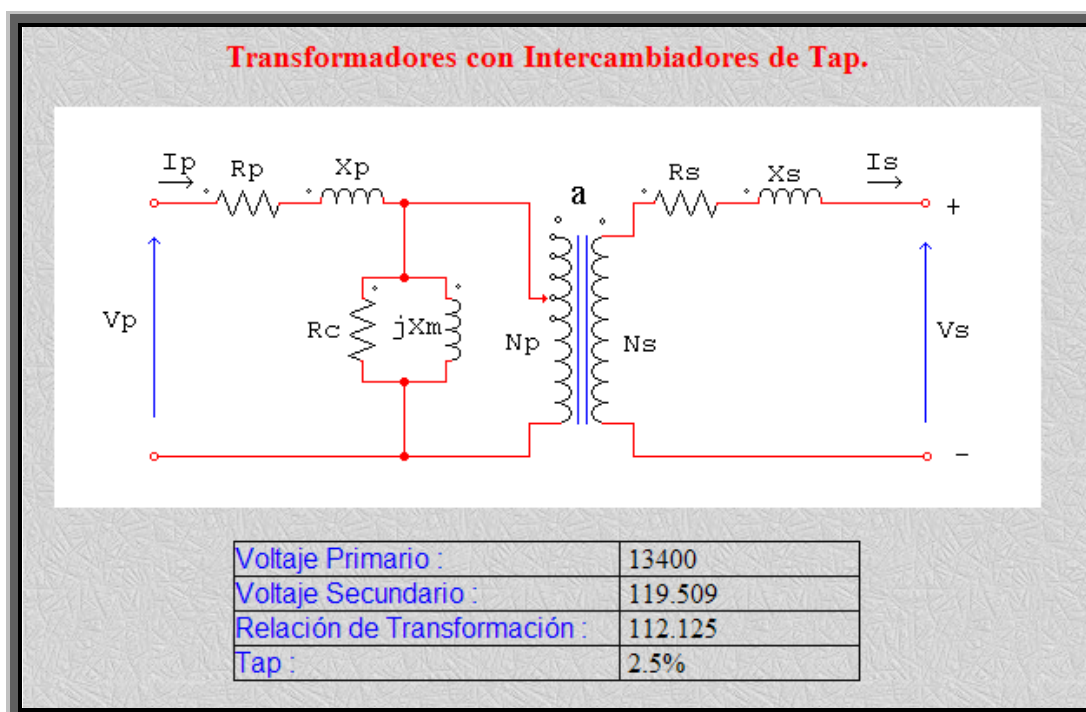 Transformadores con Intercambiadores de Tap.
Ip Rp Xp a Rs Xs Is
+
Vp Rc jXm Np Ns Vs
-
Voltaje Primario : 13400
Voltaje Secundario : 119.509
Relación de Transformación : 112.125
Tap : 2.5%